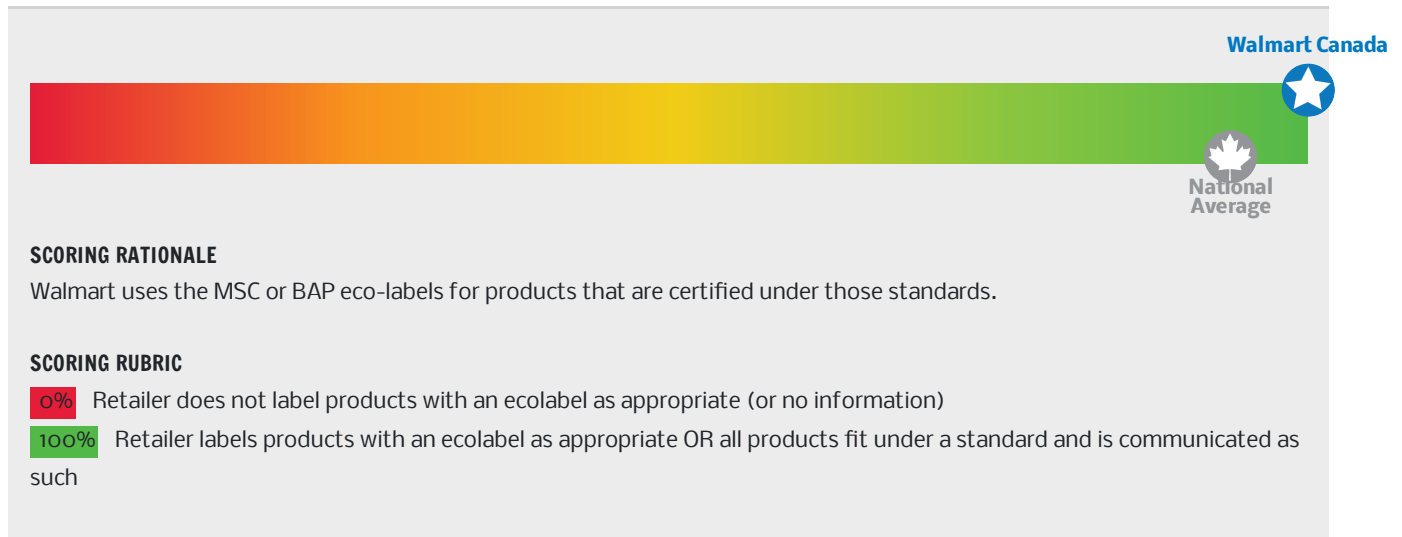 Walmart Canada
National
Average
SCORING RATIONALE
Walmart uses the MSC or BAP eco-labels for products that are certified under those standards.
SCORING RUBRIC
0% Retailer does not label products with an ecolabel as appropriate (or no information)
100% Retailer labels products with an ecolabel as appropriate OR all products fit under a standard and is communicated as
such